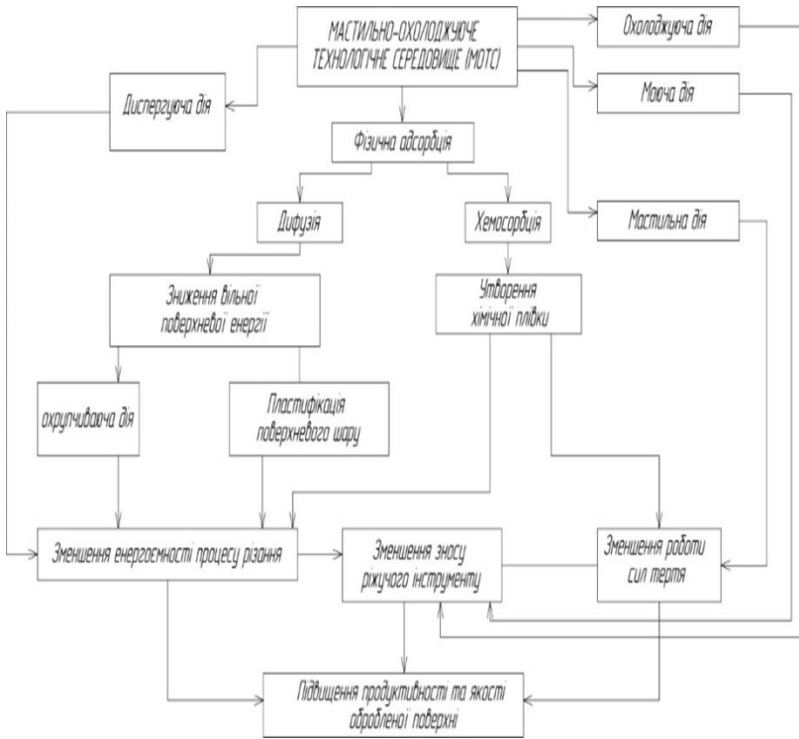 МАСТИЛЬНО-ОХОЛОДЖУЮЧЕ
ТЕХНОЛОГІЧНЕ СЕРЕДОВИЩЕ (МОТС)
Охолоджуюча дія
Миюча дія
Диспергуюча дія
Фізична адсорбція
Дифузія
Хемосорбція
Мастильна дія
Зниження вільної
поверхневої енергії
Утворення
хімічної плівки
охрупчиваюча дія
Пластифікація
поверхневого шару
Зменшення енергоємності процесу різання
Зменшення зносу
ріжучого інструменту
Зменшення роботи
сил тертя
Підвищення продуктивності та якості
обробленої поверхні